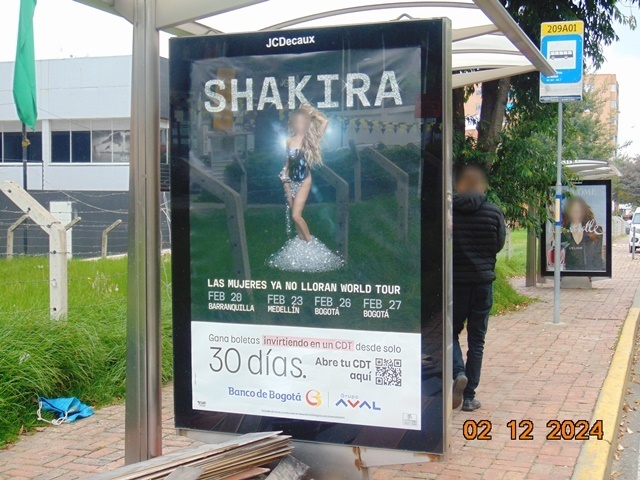 JCDecaux
SHAKIRA
LAS MUJERES YA NO LLORAN WORLD TOUR
FEB 20 FEB 23 FEB 26 FEB 27
BARRANQUILLA MEDELLÍN BOGOTÁ BOGOTÁ
Gana boletas invirtiendo en un CDT desde solo
30 días.
Abre tu CDT
aquí
Banco de Bogotá
Grupo
AVAL
209A01
02 12 2024